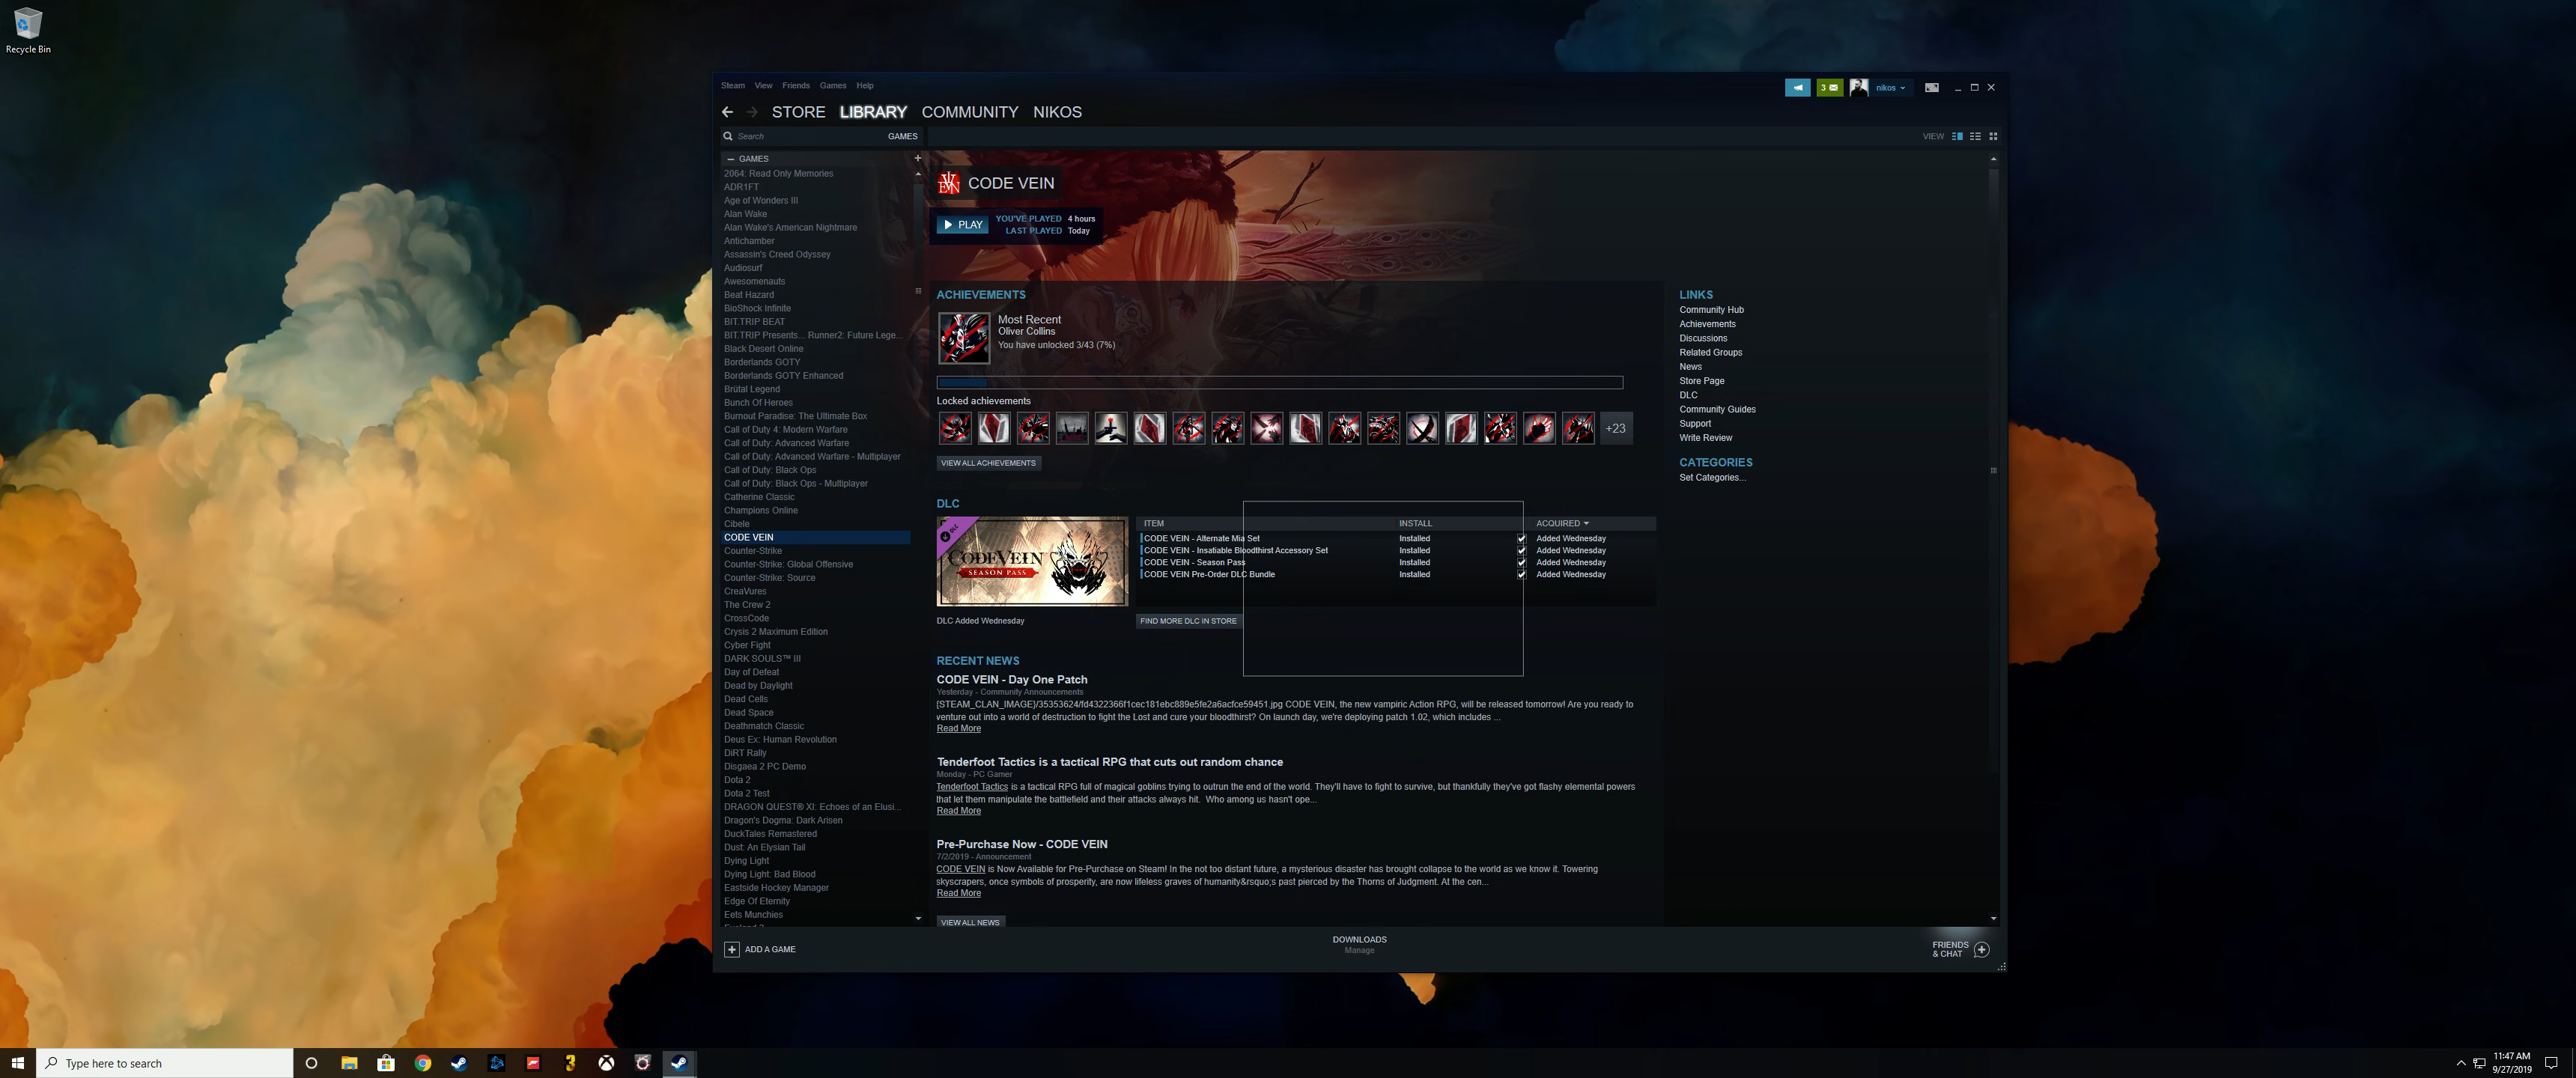 Recycle Bin
Steam View Friends Games Help
3 nikos
STORE LIBRARY COMMUNITY NIKOS
Search GAMES
VIEW
GAMES
2064: Read Only Memories
ADR1FT
Age of Wonders III
Alan Wake
Alan Wake's American Nightmare
Antichamber
Assassin's Creed Odyssey
Audiosurf
Awesomenauts
Beat Hazard
BioShock Infinite
BIT.TRIP BEAT
BIT.TRIP Presents... Runner2: Future Lege...
Black Desert Online
Borderlands GOTY
Borderlands GOTY Enhanced
Brütal Legend
Bunch Of Heroes
Burnout Paradise: The Ultimate Box
Call of Duty 4: Modern Warfare
Call of Duty: Advanced Warfare
Call of Duty: Advanced Warfare - Multiplayer
Call of Duty: Black Ops
Call of Duty: Black Ops - Multiplayer
Catherine Classic
Champions Online
Cibele
CODE VEIN
Counter-Strike
Counter-Strike: Global Offensive
Counter-Strike: Source
CreaVures
The Crew 2
CrossCode
Crysis 2 Maximum Edition
Cyber Fight
DARK SOULS™ III
Day of Defeat
Dead by Daylight
Dead Cells
Dead Space
Deathmatch Classic
Deus Ex: Human Revolution
DiRT Rally
Disgaea 2 PC Demo
Dota 2
Dota 2 Test
DRAGON QUEST® XI: Echoes of an Elusi...
Dragon's Dogma: Dark Arisen
DuckTales Remastered
Dust: An Elysian Tail
Dying Light
Dying Light: Bad Blood
Eastside Hockey Manager
Edge Of Eternity
Eets Munchies
CODE VEIN
PLAY
YOU'VE PLAYED 4 hours
LAST PLAYED Today
ACHIEVEMENTS
Most Recent
Oliver Collins
You have unlocked 3/43 (7%)
Locked achievements
+23
VIEW ALL ACHIEVEMENTS
DLC
DLC
CODE VEIN
SEASON PASS
DLC Added Wednesday
ITEM INSTALL ACQUIRED
CODE VEIN - Alternate Mia Set Installed Added Wednesday
CODE VEIN - Insatiable Bloodthirst Accessory Set Installed Added Wednesday
CODE VEIN - Season Pass Installed Added Wednesday
CODE VEIN Pre-Order DLC Bundle Installed Added Wednesday
FIND MORE DLC IN STORE
RECENT NEWS
CODE VEIN - Day One Patch
Yesterday - Community Announcements
[STEAM_CLAN_IMAGE]/35353624/fd4322366f1cec181ebc889e5fe2a6acfce59451.jpg CODE VEIN, the new vampiric Action RPG, will be released tomorrow! Are you ready to
venture out into a world of destruction to fight the Lost and cure your bloodthirst? On launch day, we're deploying patch 1.02, which includes ...
Read More
Tenderfoot Tactics is a tactical RPG that cuts out random chance
Monday - PC Gamer
Tenderfoot Tactics is a tactical RPG full of magical goblins trying to outrun the end of the world. They'll have to fight to survive, but thankfully they've got flashy elemental powers
that let them manipulate the battlefield and their attacks always hit.  Who among us hasn't ope...
Read More
Pre-Purchase Now - CODE VEIN
7/2/2019 - Announcement
CODE VEIN is Now Available for Pre-Purchase on Steam! In the not too distant future, a mysterious disaster has brought collapse to the world as we know it. Towering
skyscrapers, once symbols of prosperity, are now lifeless graves of humanity&rsquo;s past pierced by the Thorns of Judgment. At the cen...
Read More
VIEW ALL NEWS
LINKS
Community Hub
Achievements
Discussions
Related Groups
News
Store Page
DLC
Community Guides
Support
Write Review
CATEGORIES
Set Categories...
ADD A GAME
DOWNLOADS
Manage
FRIENDS
& CHAT
Type here to search
3
11:47 AM
9/27/2019